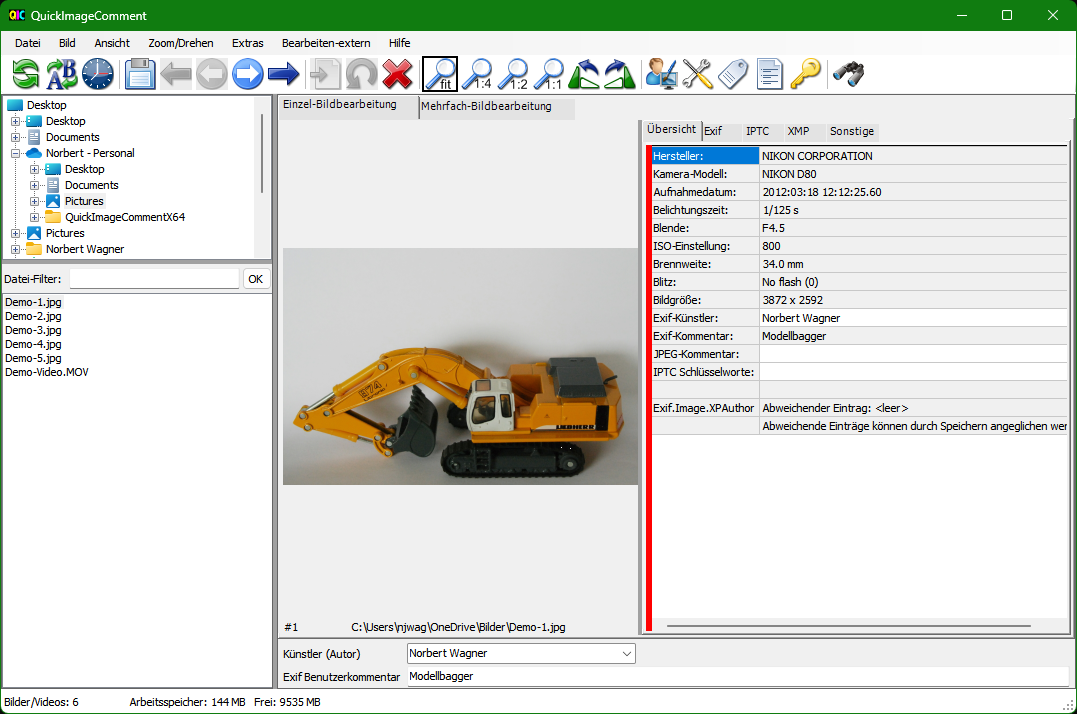 QuickImageComment
Datei Bild Ansicht Zoom/Drehen Extras Bearbeiten-extern Hilfe
fit 1:4 1:2 1:1
Desktop
Desktop
Documents
Norbert - Personal
Desktop
Documents
Pictures
QuickImageCommentX64
Pictures
Norbert Wagner
Datei-Filter: OK
Demo-1.jpg
Demo-2.jpg
Demo-3.jpg
Demo-4.jpg
Demo-5.jpg
Demo-Video.MOV
Einzel-Bildbearbeitung Mehrfach-Bildbearbeitung
LIEBHERR
#1 C:\Users\njwag\OneDrive\Bilder\Demo-1.jpg
Übersicht Exif IPTC XMP Sonstige
Hersteller: NIKON CORPORATION
Kamera-Modell: NIKON D80
Aufnahmedatum: 2012:03:18 12:12:25.60
Belichtungszeit: 1/125 s
Blende: F4.5
ISO-Einstellung: 800
Brennweite: 34.0 mm
Blitz: No flash (0)
Bildgröße: 3872 x 2592
Exif-Künstler: Norbert Wagner
Exif-Kommentar: Modellbagger
JPEG-Kommentar:
IPTC Schlüsselworte:
Exif.Image.XPAuthor Abweichender Eintrag: <leer>
Abweichende Einträge können durch Speichern angeglichen wer
Künstler (Autor) Norbert Wagner
Exif Benutzerkommentar Modellbagger
Bilder/Videos: 6 Arbeitsspeicher: 144 MB Frei: 9535 MB